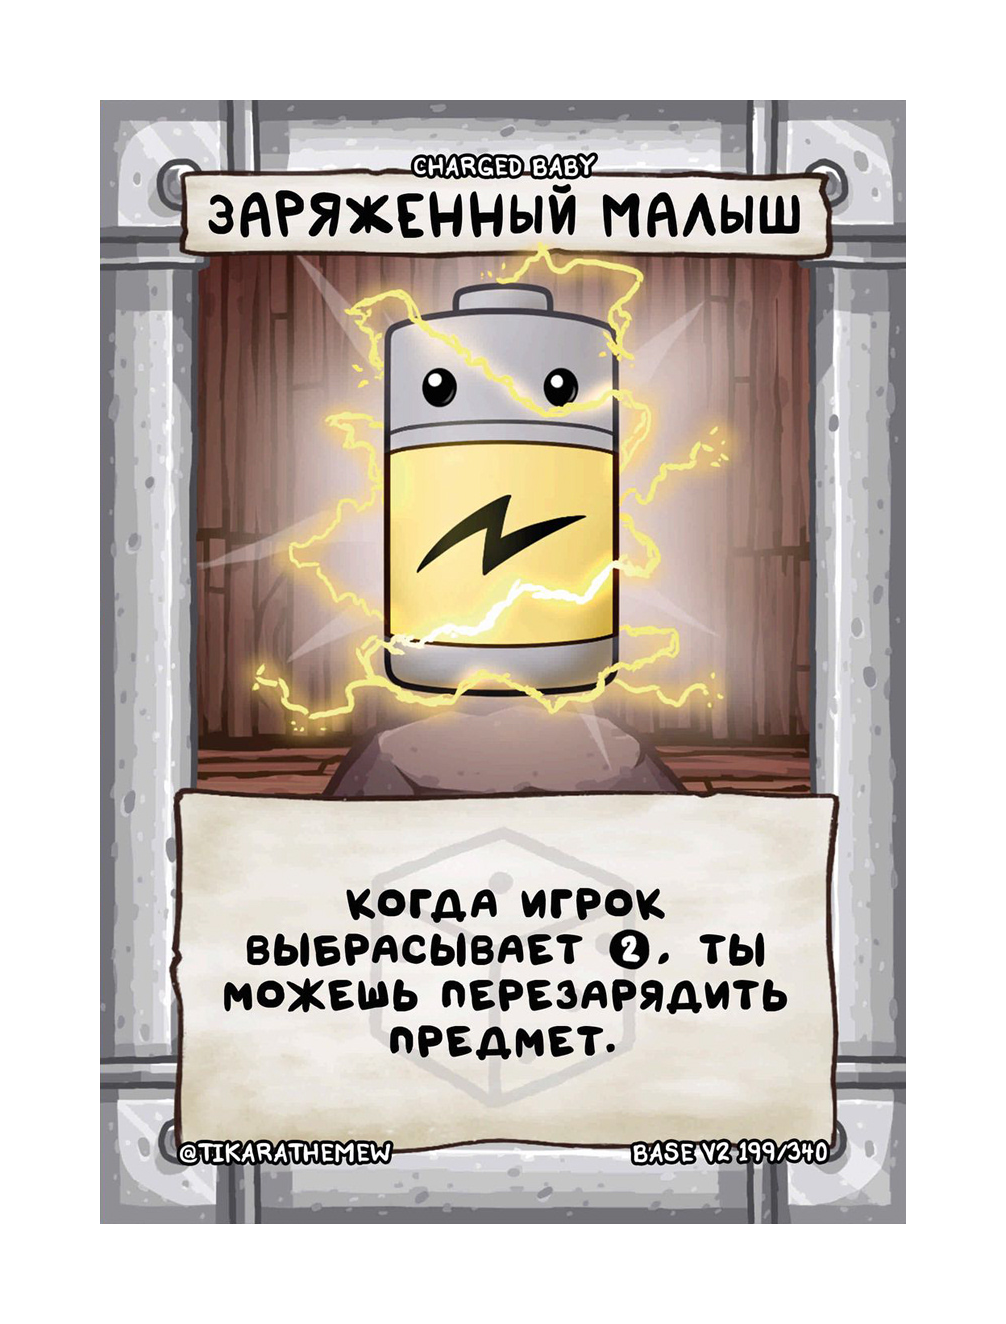 CHARGED BABY
ЗАРЯЖЕННЫЙ МАЛЫШ
КОГДА ИГРОК
ВЫБРАСЫВАЕТ 2, ТЫ
МОЖЕШЬ ПЕРЕЗАРЯДИТЬ
ПРЕДМЕТ.
@TIKARATHEMEW
BASE V2 199/340